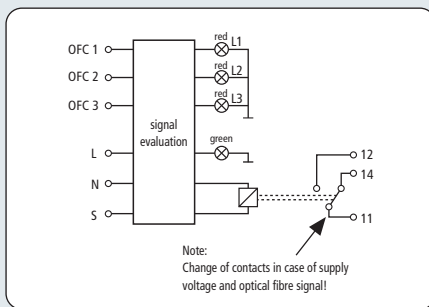 OFC 1
OFC 2
OFC 3
L
N
S
signal
evaluation
red
L1
red
L2
red
L3
green
12
14
11
Note:
Change of contacts in case of supply
voltage and optical fibre signal!